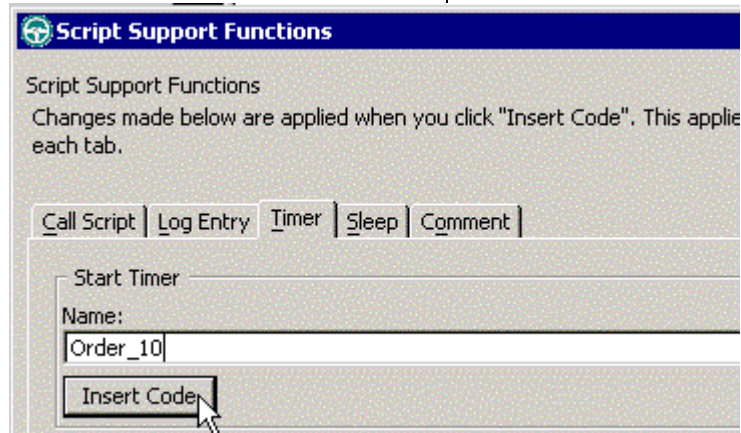 Script Support Functions
Script Support Functions
Changes made below are applied when you click "Insert Code". This applie
each tab.
Call Script Log Entry Timer Sleep Comment
Start Timer
Name:
Order_10
Insert Code